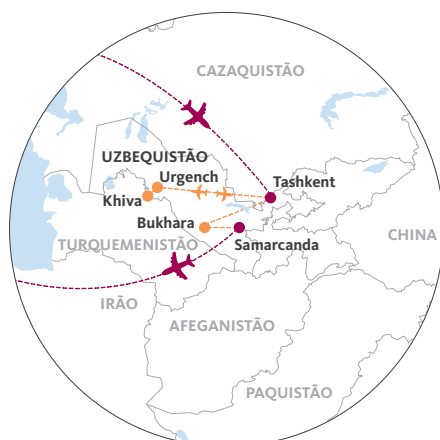 CAZAQUISTÃO
UZBEQUISTÃO
Urgench
Tashkent
Khiva
Bukhara
Samarcanda
TURQUEMENISTÃO
CHINA
IRÃO
AFEGANISTÃO
PAQUISTÃO